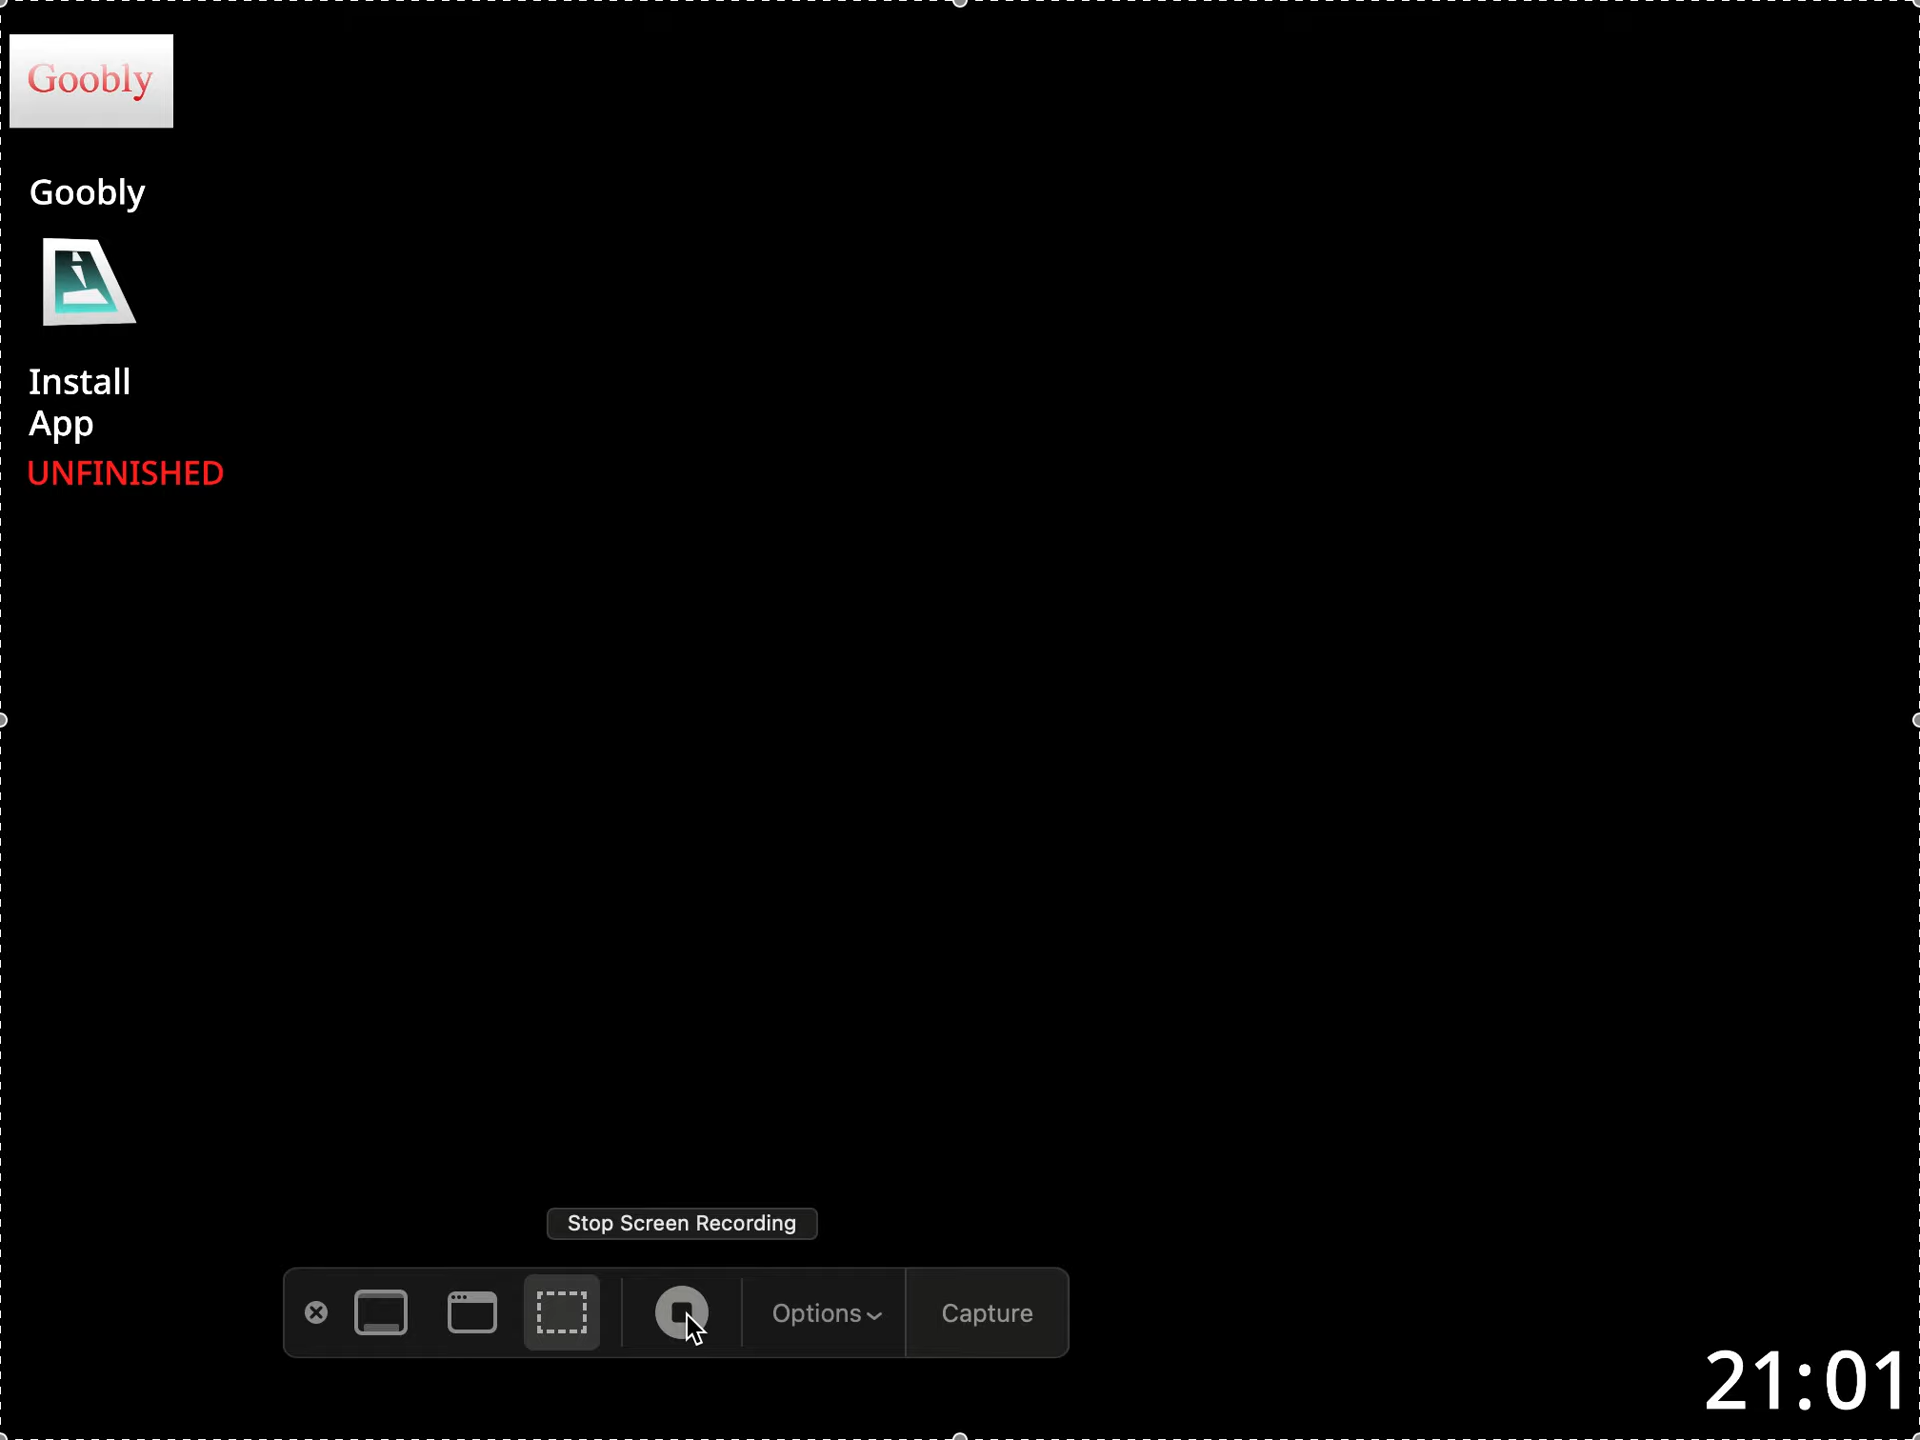 Goobly
Goobly
Install
App
UNFINISHED
Stop Screen Recording
Options
Capture
21:01